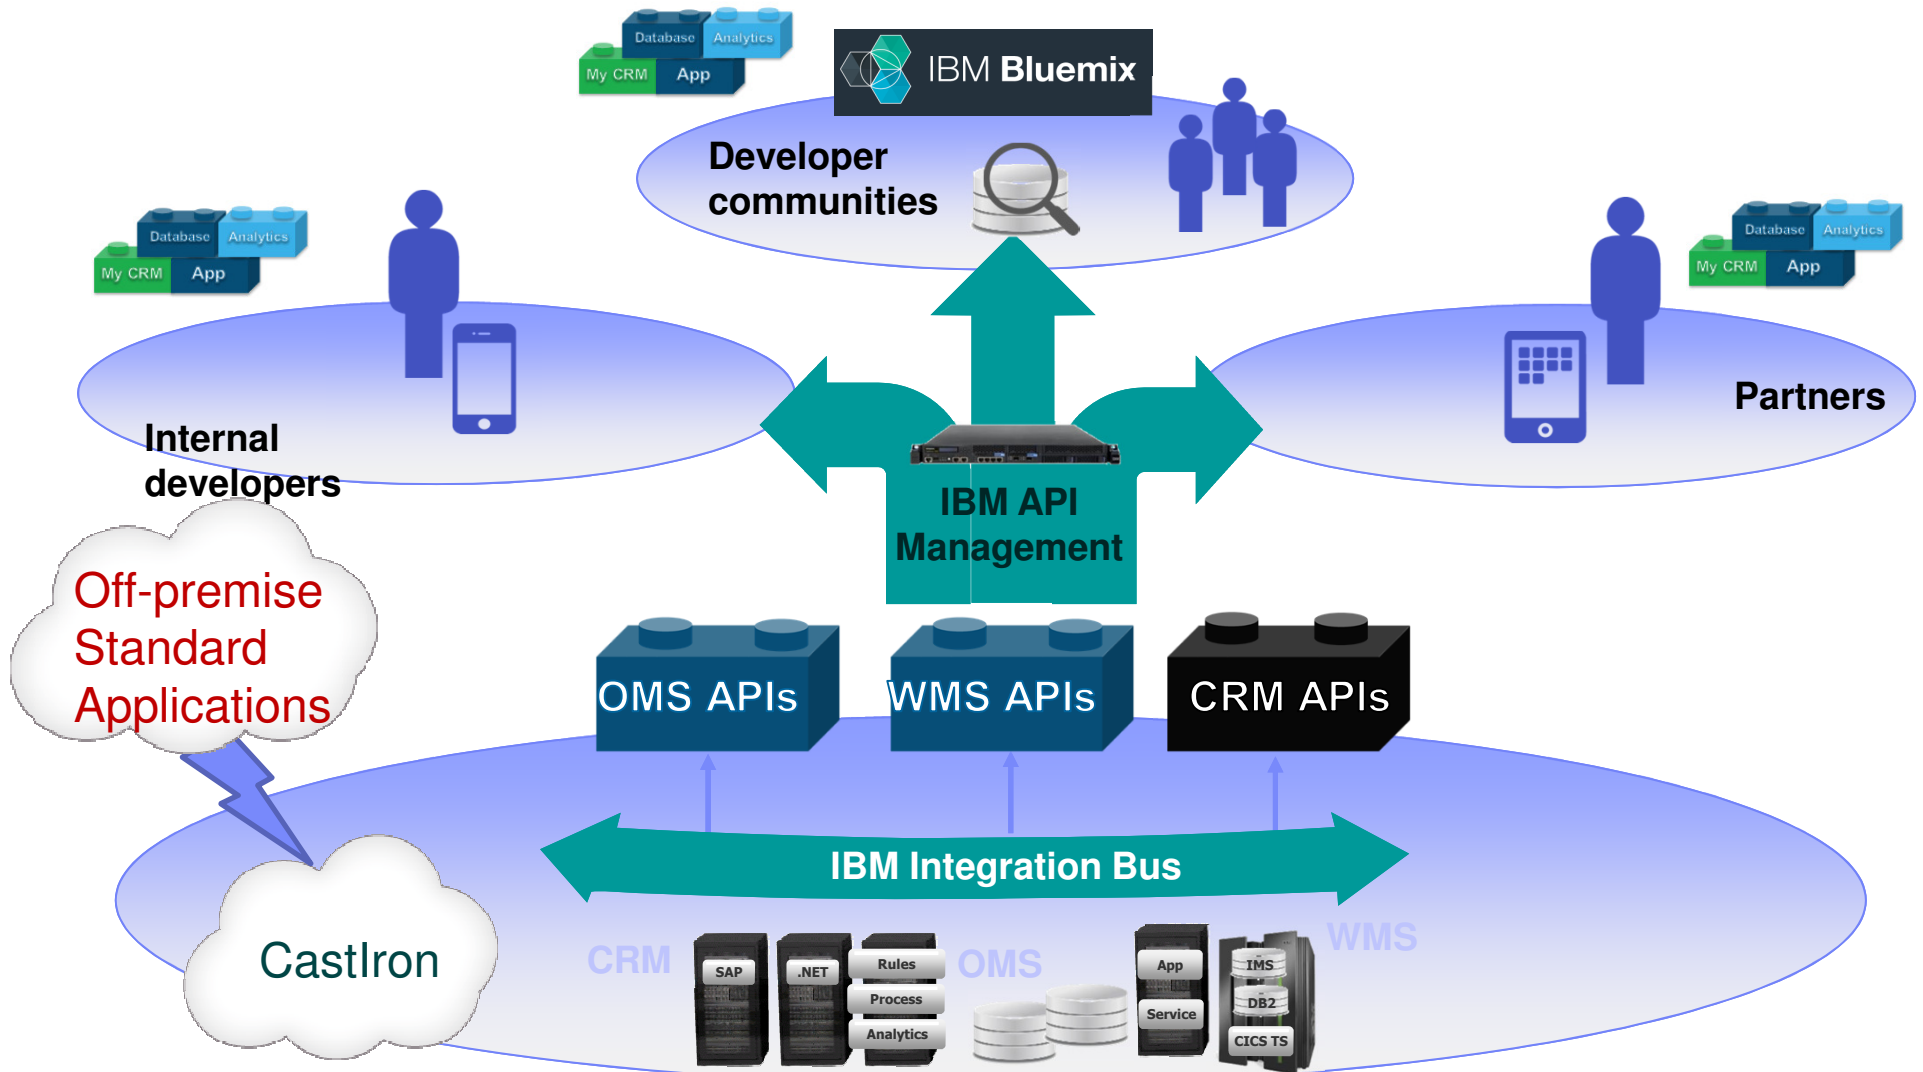 Database Analytics
My CRM App
IBM Bluemix
Developer
communities
Database Analytics
My CRM App
Database Analytics
My CRM App
Internal
developers
Partners
IBM API
Management
Off-premise
Standard
Applications
OMS APIs
WMS APIs
CRM APIs
IBM Integration Bus
CastIron
CRM
SAP
.NET
Rules
Process
Analytics
OMS
App
Service
IMS
DB2
CICS TS
WMS